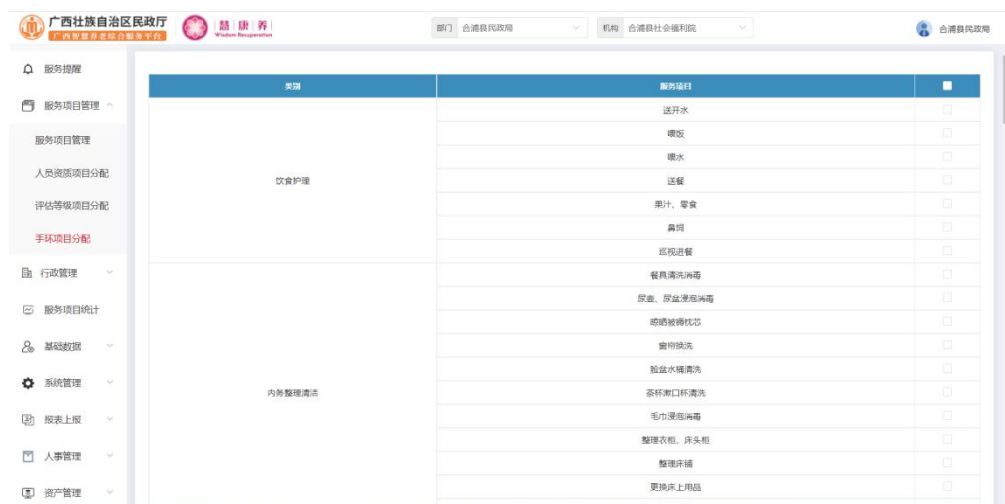 广西壮族自治区民政厅
广西智慧养老综合服务平台
慧康养
Wisdom Recuperation
部门 合浦县民政局
机构 合浦县社会福利院
合浦县民政局
服务提醒
服务项目管理
服务项目管理
人员资质项目分配
评估等级项目分配
手环项目分配
行政管理
服务项目统计
基础数据
系统管理
报表上报
人事管理
资产管理
类别 服务项目
饮食护理
送开水
喂饭
喂水
送餐
果汁、零食
鼻饲
巡视进餐
内务整理清洁
餐具清洗消毒
尿壶、尿盆浸泡消毒
晾晒被褥枕芯
窗帘换洗
脸盆水桶清洗
茶杯漱口杯清洗
毛巾浸泡消毒
整理衣柜、床头柜
整理床铺
更换床上用品